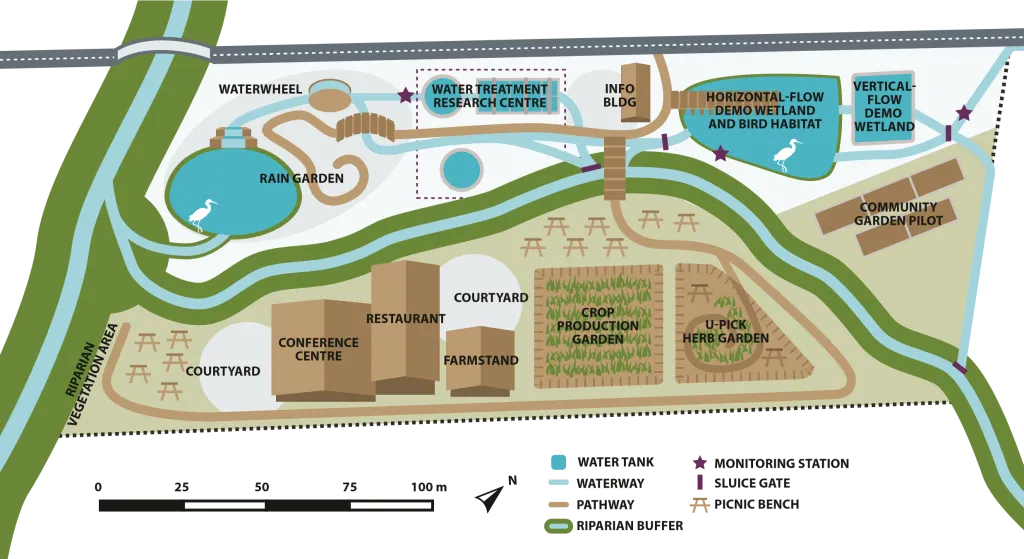 WATERWHEEL
WATER TREATMENT
RESEARCH CENTRE
INFO
BLDG
HORIZONTAL-FLOW
DEMO WETLAND
AND BIRD HABITAT
VERTICAL-
FLOW
DEMO
WETLAND
RAIN GARDEN
COMMUNITY
GARDEN PILOT
COURTYARD
RESTAURANT
CONFERENCE
CENTRE
FARMSTAND
CROP
PRODUCTION
GARDEN
U-PICK
HERB GARDEN
COURTYARD
RIPARIAN
VEGETATION AREA
0 25 50 75 100 m
N
WATER TANK
WATERWAY
PATHWAY
RIPARIAN BUFFER
MONITORING STATION
SLUICE GATE
PICNIC BENCH